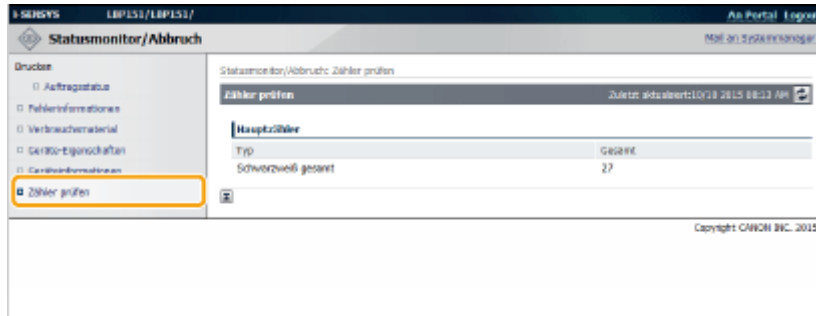 i-SENSYS LBP151/LBP151/ An Portal Logout
Statusmonitor/Abbruch Mail an Systemmanager
Drucken
Auftragsstatus
Fehlerinformationen
Verbrauchsmaterial
Geräte-Eigenschaften
Geräteinformationen
Zähler prüfen
Statusmonitor/Abbruch: Zähler prüfen
Zähler prüfen Zuletzt aktualisiert:10/10 2015 08:12 AM
Hauptzähler
Typ Gesamt
Schwarzweiß gesamt 27
Copyright CANON INC. 2015